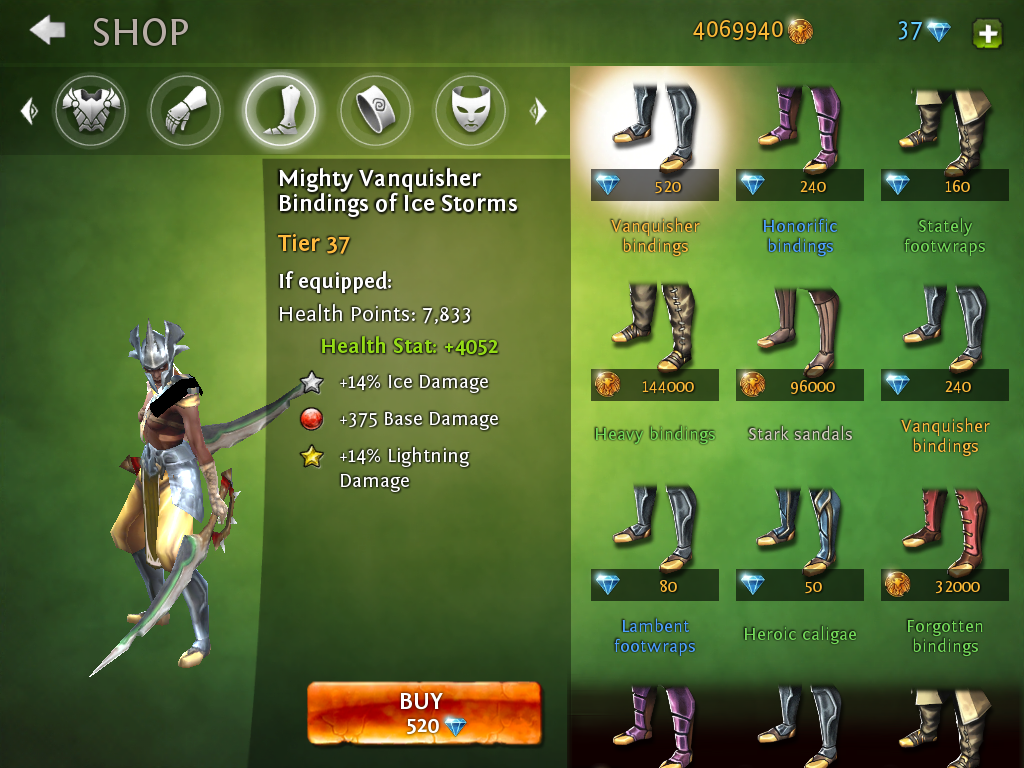 SHOP
4069940
37
Mighty Vanquisher
Bindings of Ice Storms
Tier 37
If equipped:
Health Points: 7,833
Health Stat: +4052
+14% Ice Damage
+375 Base Damage
+14% Lightning
Damage
BUY
520
520
240
160
Vanquisher
bindings
Honorific
bindings
Stately
footwraps
144000
96000
240
Heavy bindings
Stark sandals
Vanquisher
bindings
80
50
32000
Lambent
footwraps
Heroic caligae
Forgotten
bindings